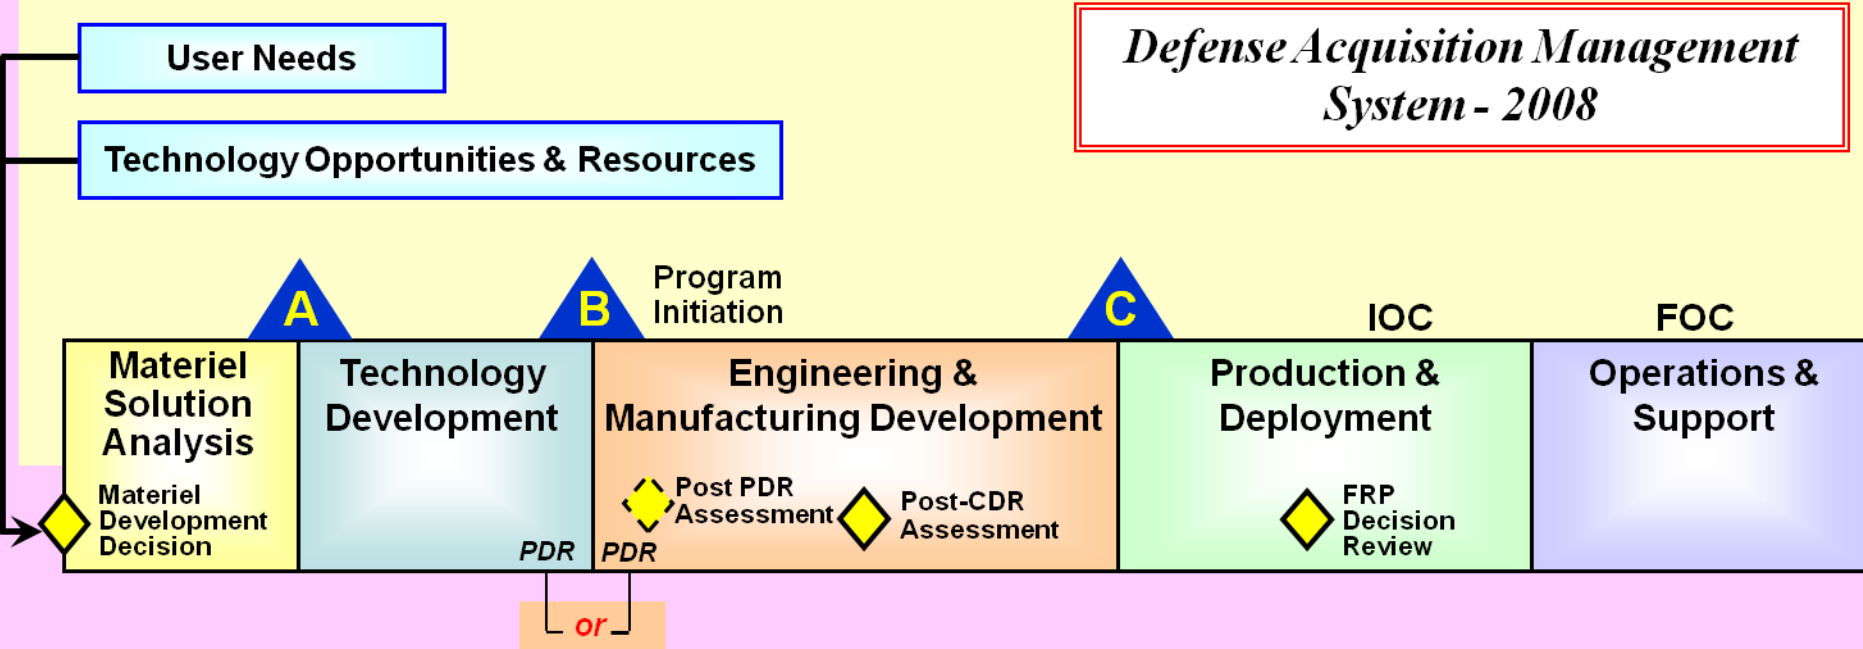 User Needs
Technology Opportunities & Resources
Defense Acquisition Management
System - 2008
A
B
Program
Initiation
C
IOC
FOC
Materiel
Solution
Analysis
Materiel
Development
Decision
Technology
Development
PDR
Engineering &
Manufacturing Development
Post PDR
Assessment
Post-CDR
Assessment
PDR
or
Production &
Deployment
FRP
Decision
Review
Operations &
Support